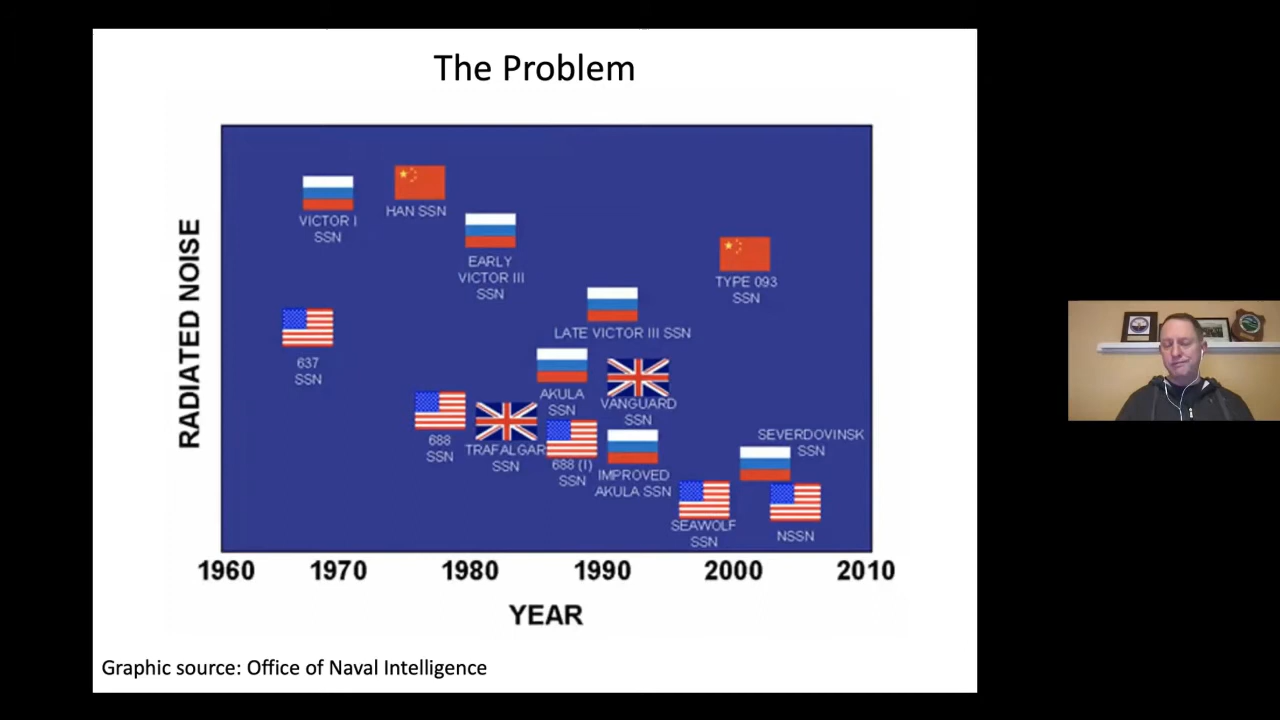 The Problem
RADIATED NOISE
VICTOR I
SSN
HAN SSN
EARLY
VICTOR III
SSN
TYPE 093
SSN
LATE VICTOR III SSN
637
SSN
AKULA
SSN
VANGUARD
SSN
688
SSN
TRAFALGAR
SSN
688 (I)
SSN
IMPROVED
AKULA SSN
SEVERDOVINSK
SSN
SEAWOLF
SSN
NSSN
1960 1970 1980 1990 2000 2010
YEAR
Graphic source: Office of Naval Intelligence